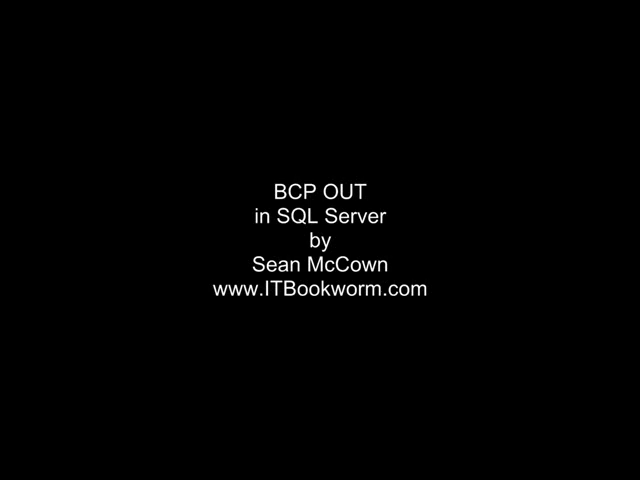 BCP OUT
in SQL Server
by
Sean McCown
www.ITBookworm.com